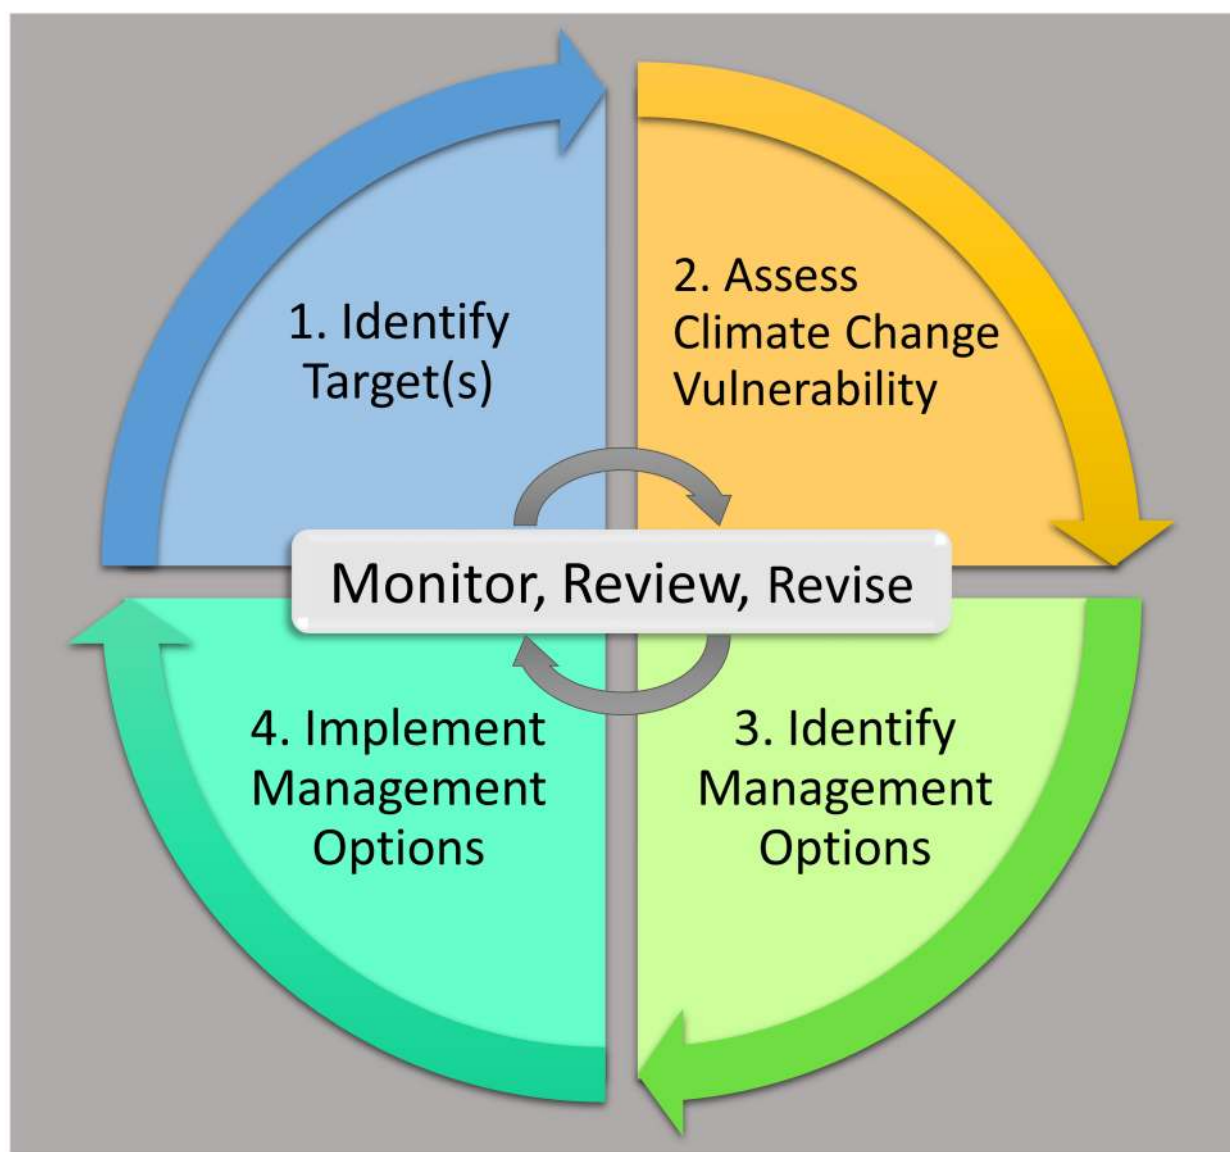 1. Identify
Target(s)
2. Assess
Climate Change
Vulnerability
Monitor, Review, Revise
4. Implement
Management
Options
3. Identify
Management
Options